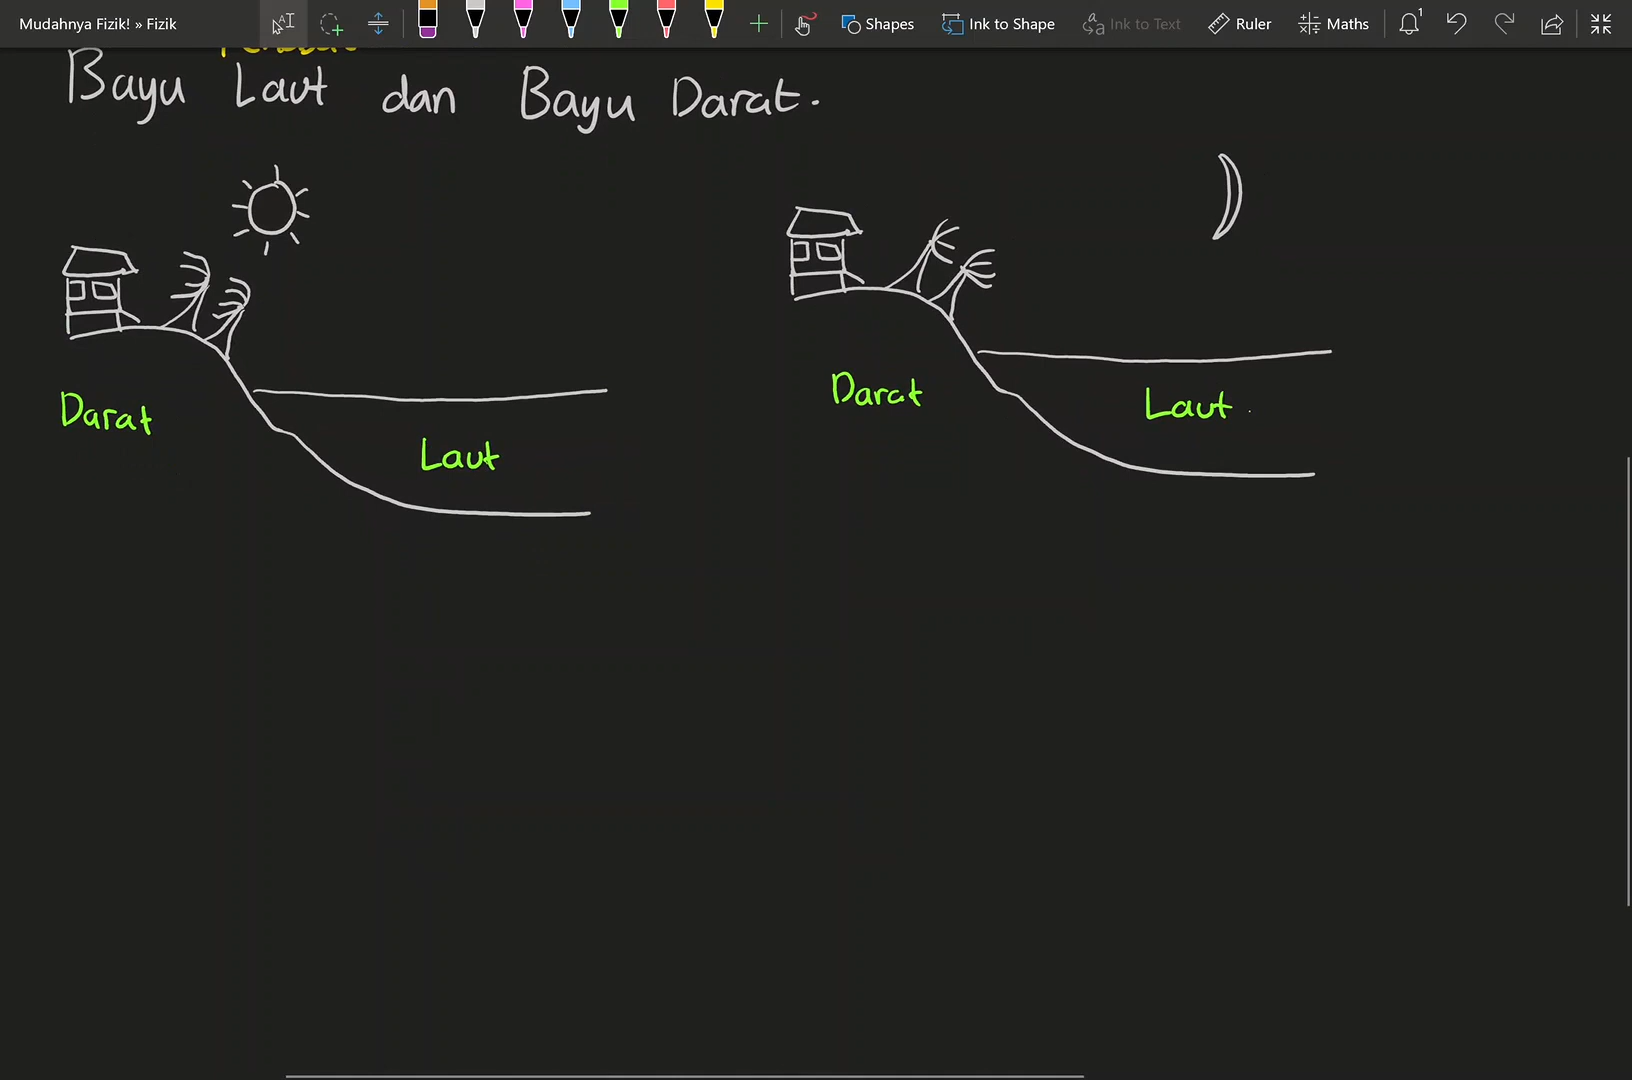 Mudahnya Fizik! » Fizik
Shapes
Ink to Shape
Ink to Text
Ruler
Maths
1
Bayu Laut dan Bayu Darat.
Darat
Laut
Darat
Laut